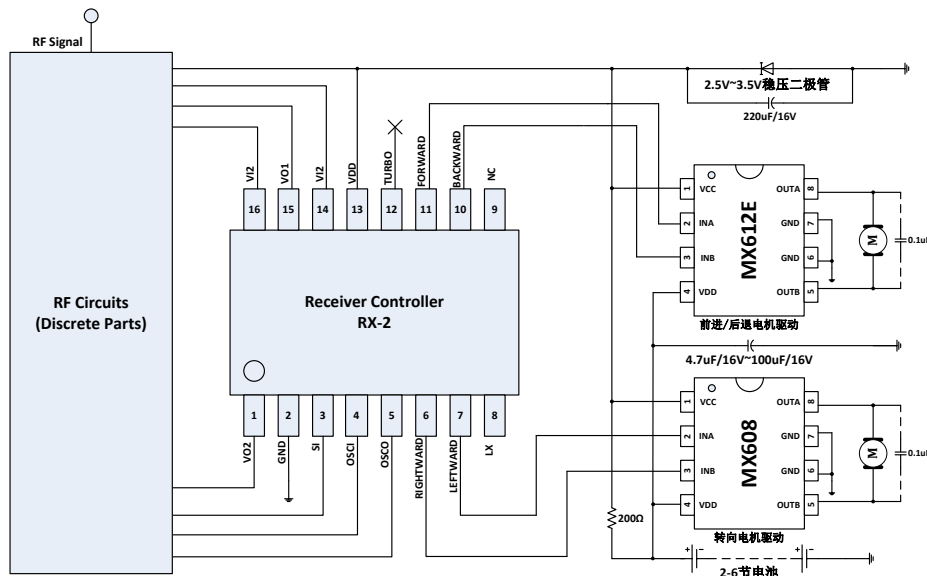 RF Signal
2.5V~3.5V稳压二极管
220uF/16V
VI2
VO1
VI2
VDD
TURBO
FORWARD
BACKWARD
NC
16
15
14
13
12
11
10
9
RF Circuits
(Discrete Parts)
Receiver Controller
RX-2
1
2
3
4
5
6
7
8
VO2
GND
SI
OSCI
OSCO
RIGHTWARD
LEFTWARD
LX
1 VCC OUTA 8
2 INA GND 7
3 INB GND 6
4 VDD OUTB 5
MX612E
M
0.1uF
前进/后退电机驱动
4.7uF/16V~100uF/16V
1 VCC OUTA 8
2 INA GND 7
3 INB GND 6
4 VDD OUTB 5
MX608
M
0.1uF
转向电机驱动
200Ω
+ − + −
2-6节电池